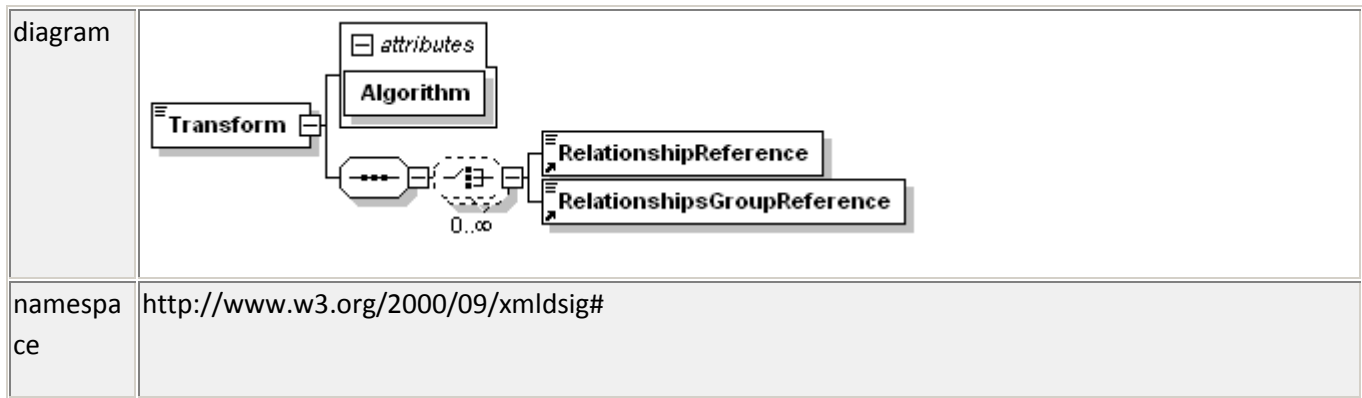 diagram
attributes
Algorithm
Transform
RelationshipReference
RelationshipsGroupReference
0..∞
namespa
ce
http://www.w3.org/2000/09/xmldsig#